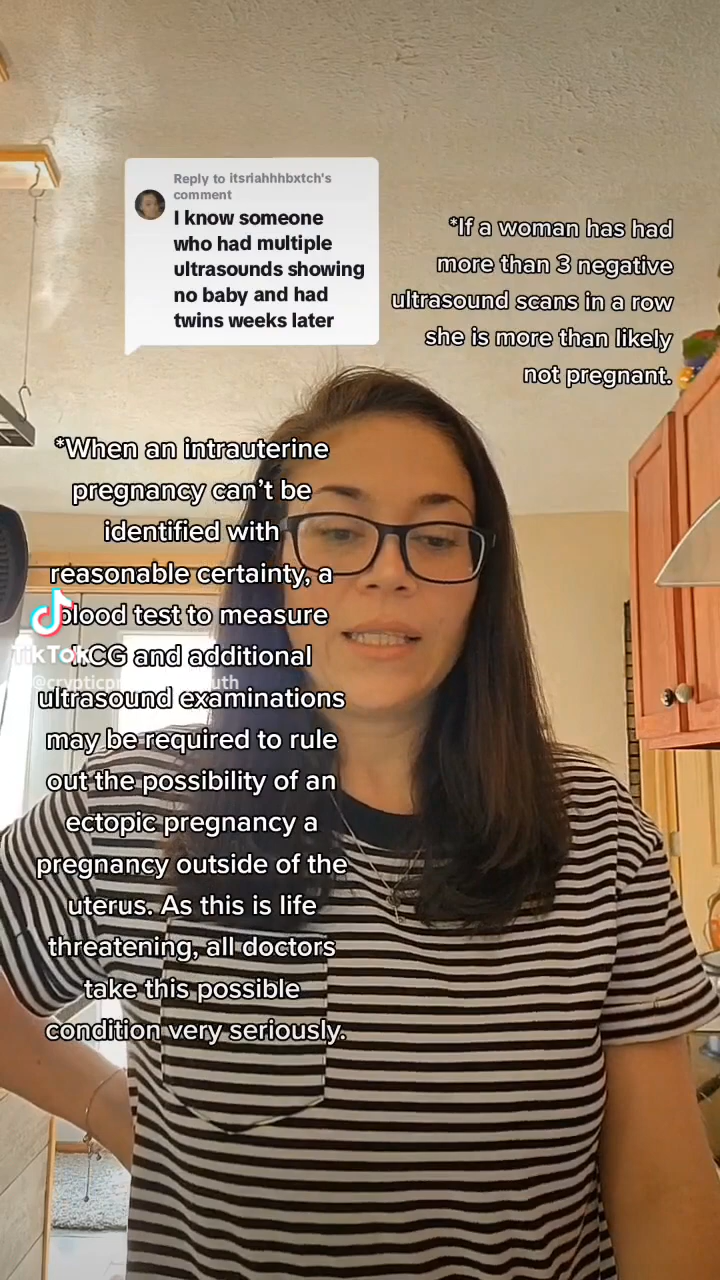 Reply to itsriahhhbxtch's
comment
I know someone
who had multiple
ultrasounds showing
no baby and had
twins weeks later
*If a woman has had
more than 3 negative
ultrasound scans in a row
she is more than likely
not pregnant.
*When an intrauterine
pregnancy can't be
identified with
reasonable certainty, a
blood test to measure
hCG and additional
ultrasound examinations
may be required to rule
out the possibility of an
ectopic pregnancy a
pregnancy outside of the
uterus. As this is life
threatening, all doctors
take this possible
condition very seriously.
TikTok